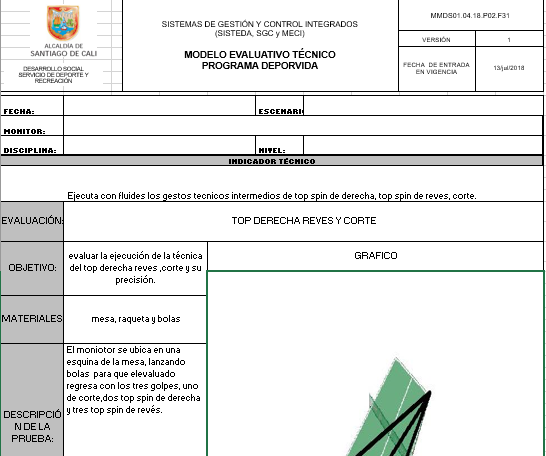 MMDS01.04.18.P02.F31
SISTEMAS DE GESTIÓN Y CONTROL INTEGRADOS
(SISTEDA, SGC y MECI)
MODELO EVALUATIVO TÉCNICO
PROGRAMA DEPORVIDA
ALCALDÍA DE
SANTIAGO DE CALI
DESARROLLO SOCIAL
SERVICIO DE DEPORTE Y
RECREACIÓN
VERSIÓN
1
FECHA DE ENTRADA
EN VIGENCIA
13/jul/2018
FECHA:
ESCENARI
MONITOR:
DISCIPLINA:
NIVEL:
INDICADOR TÉCNICO
Ejecuta con fluides los gestos tecnicos intermedios de top spin de derecha, top spin de reves, corte.
EVALUACIÓN:
TOP DERECHA REVES Y CORTE
OBJETIVO:
evaluar la ejecución de la técnica
del top derecha reves ,corte y su
precisión.
GRAFICO
MATERIALES
mesa, raqueta y bolas
DESCRIPCIÓ
N DE LA
PRUEBA:
El moniotor se ubica en una
esquina de la mesa, lanzando
bolas para que elevaluado
regresa con los tres golpes, uno
de corte,dos top spin de derecha
y tres top spin de revés.